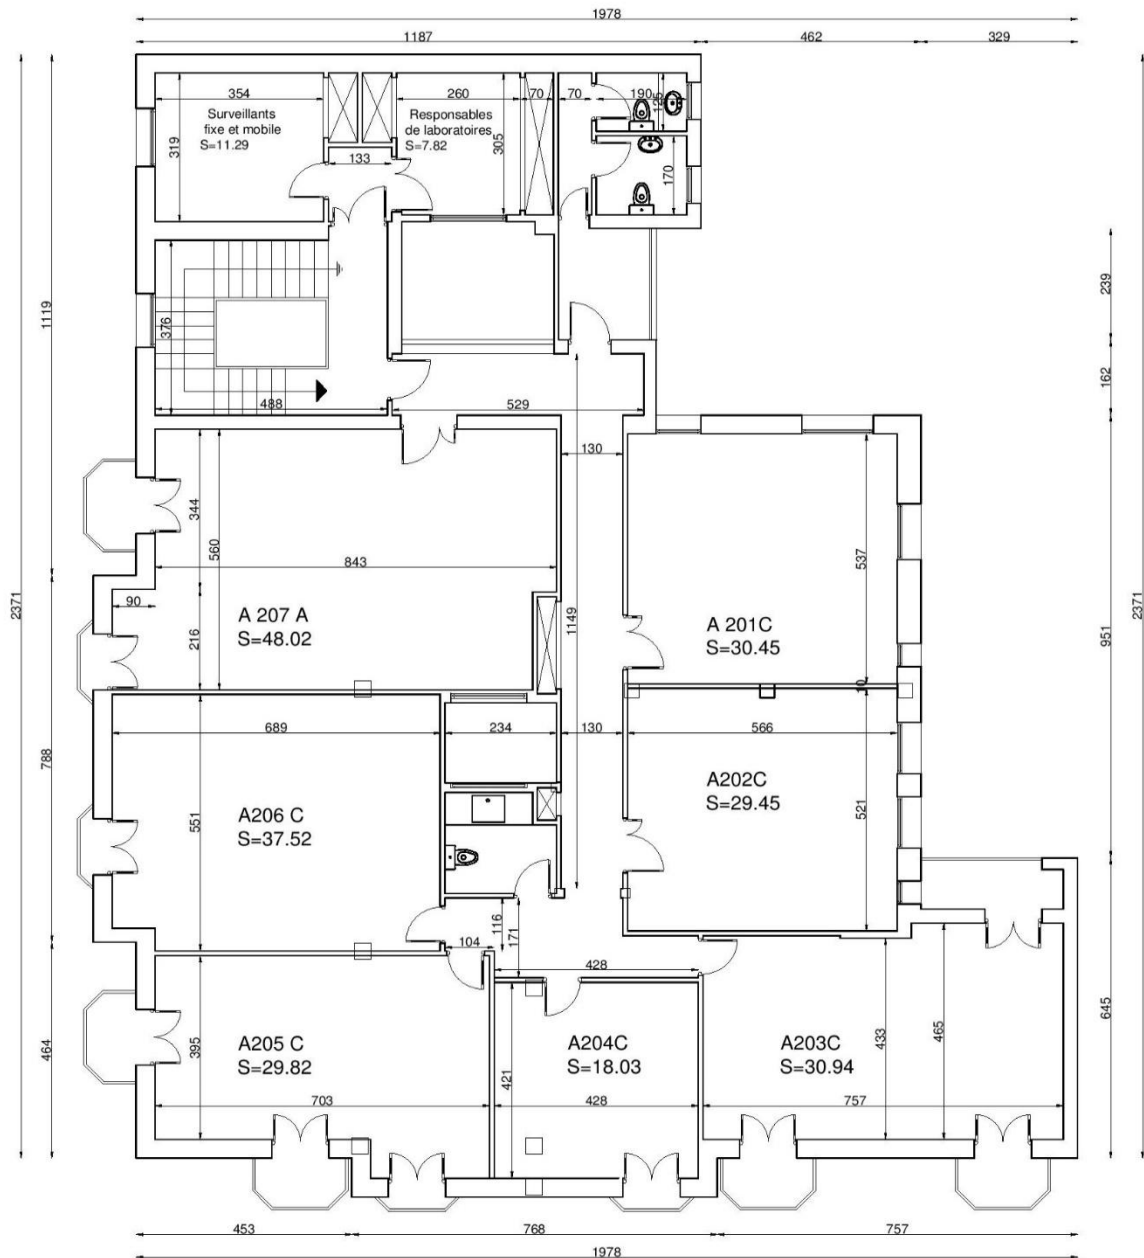 1978
1187
462
329
354
260
70
70
190
125
Surveillants
fixe et mobile
S=11.29
Responsables
de laboratoires
S=7.82
319
305
133
170
239
1119
376
162
488
529
130
344
560
843
537
2371
2371
90
216
1149
A 207 A
S=48.02
A 201C
S=30.45
951
10
689
234
130
566
788
551
A206 C
S=37.52
A202C
S=29.45
521
116
171
104
428
433
465
645
464
395
A205 C
S=29.82
421
A204C
S=18.03
A203C
S=30.94
703
428
757
453
768
757
1978